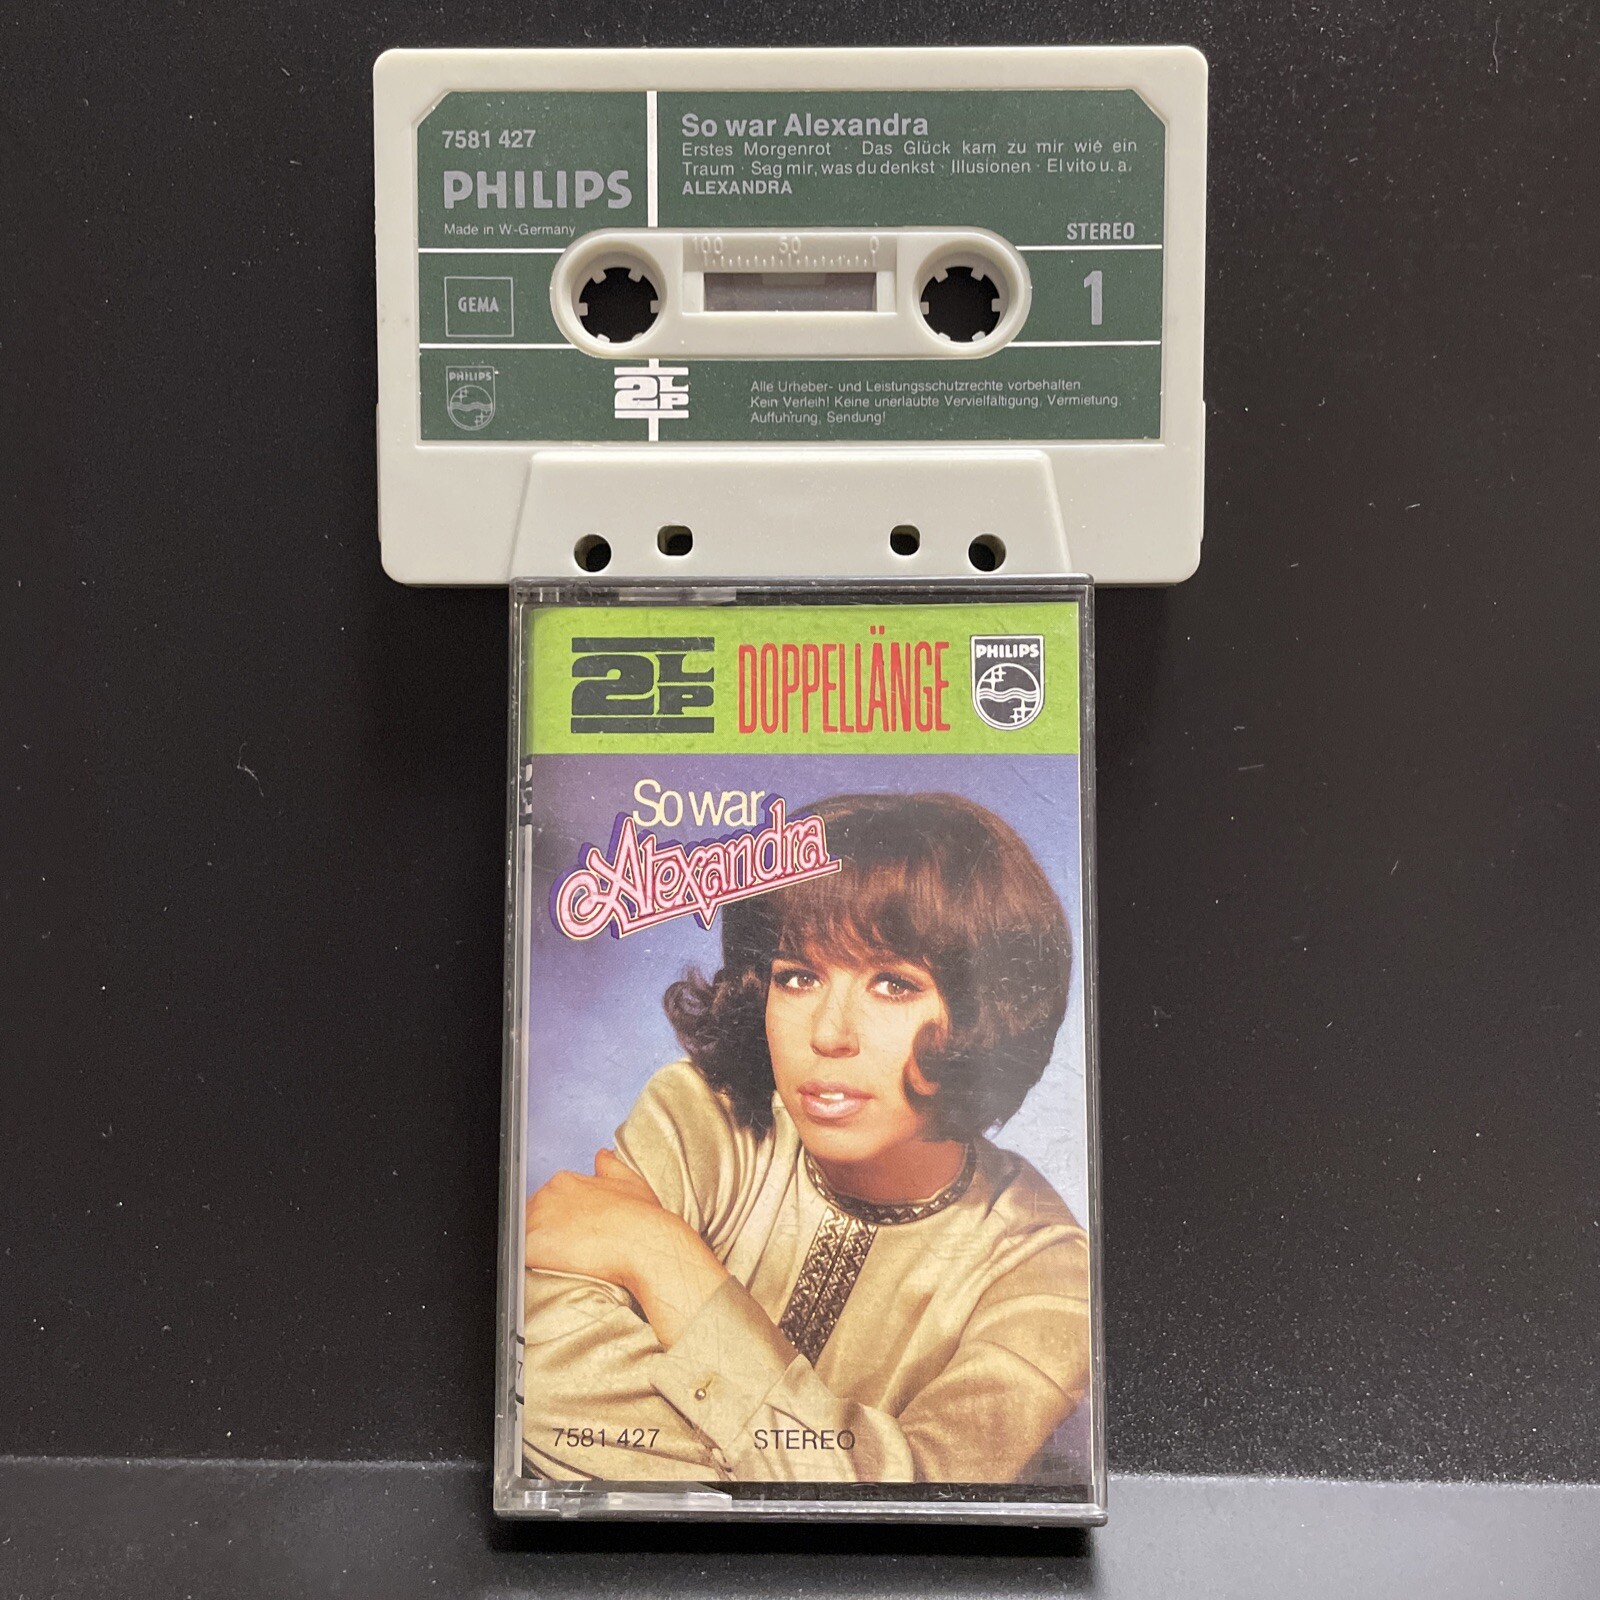 7581 427
PHILIPS
Made in W-Germany
So war Alexandra
Erstes Morgenrot · Das Glück kam zu mir wie ein
Traum · Sag mir, was du denkst · Illusionen · El vito u. a.
ALEXANDRA
STEREO
100 50 0
GEMA
1
PHILIPS
2LP
Alle Urheber- und Leistungsschutzrechte vorbehalten.
Kein Verleih! Keine unerlaubte Vervielfältigung, Vermietung,
Aufführung, Sendung!
2LP DOPPELLÄNGE PHILIPS
So war
Alexandra
7581 427 STEREO